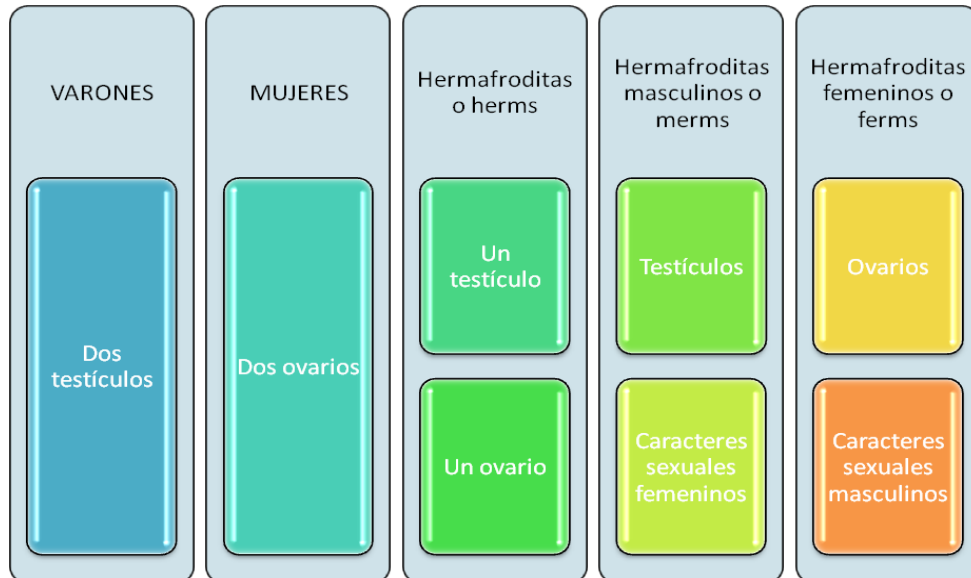 VARONES
Dos
testículos
MUJERES
Dos ovarios
Hermafroditas
o herms
Un
testículo
Un ovario
Hermafroditas
masculinos o
merms
Testículos
Caracteres
sexuales
femeninos
Hermafroditas
femeninos o
ferms
Ovarios
Caracteres
sexuales
masculinos